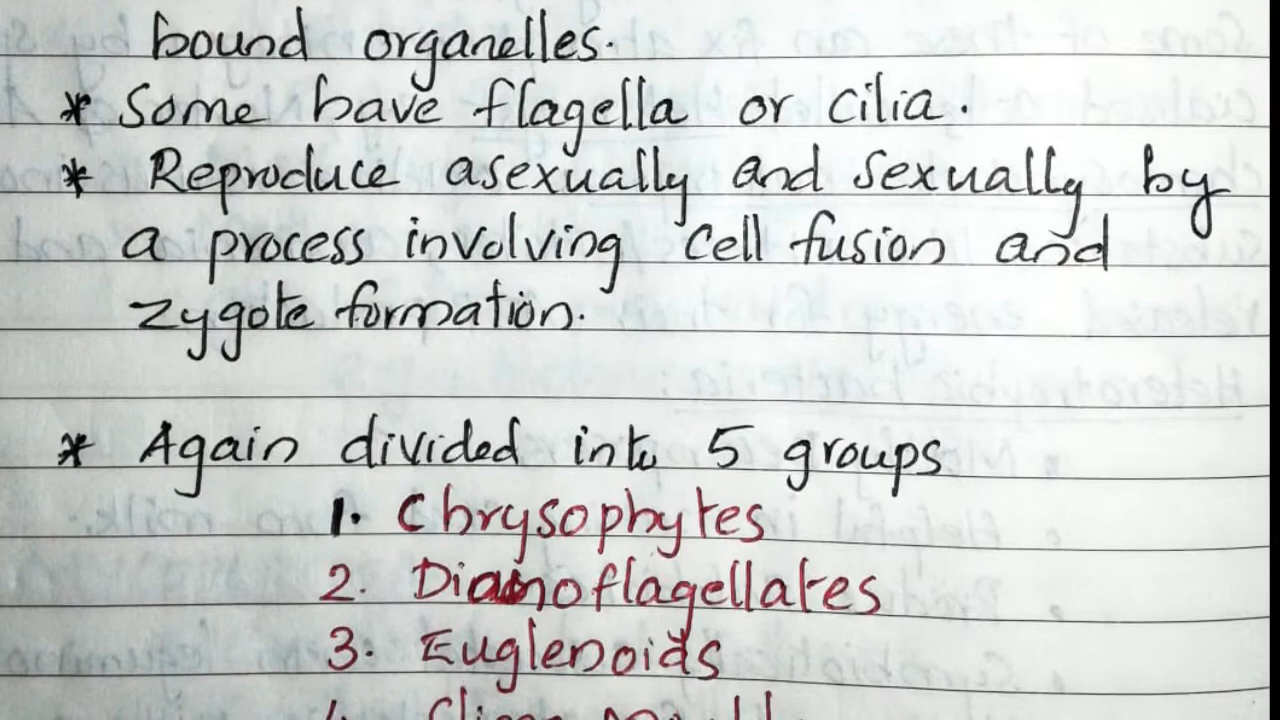 bound organelles.
* Some have flagella or cilia.
* Reproduce asexually and sexually by
a process involving cell fusion and
zygote formation.
* Again divided into 5 groups
1. Chrysophytes
2. Dianoflagellates
3. Euglenoids